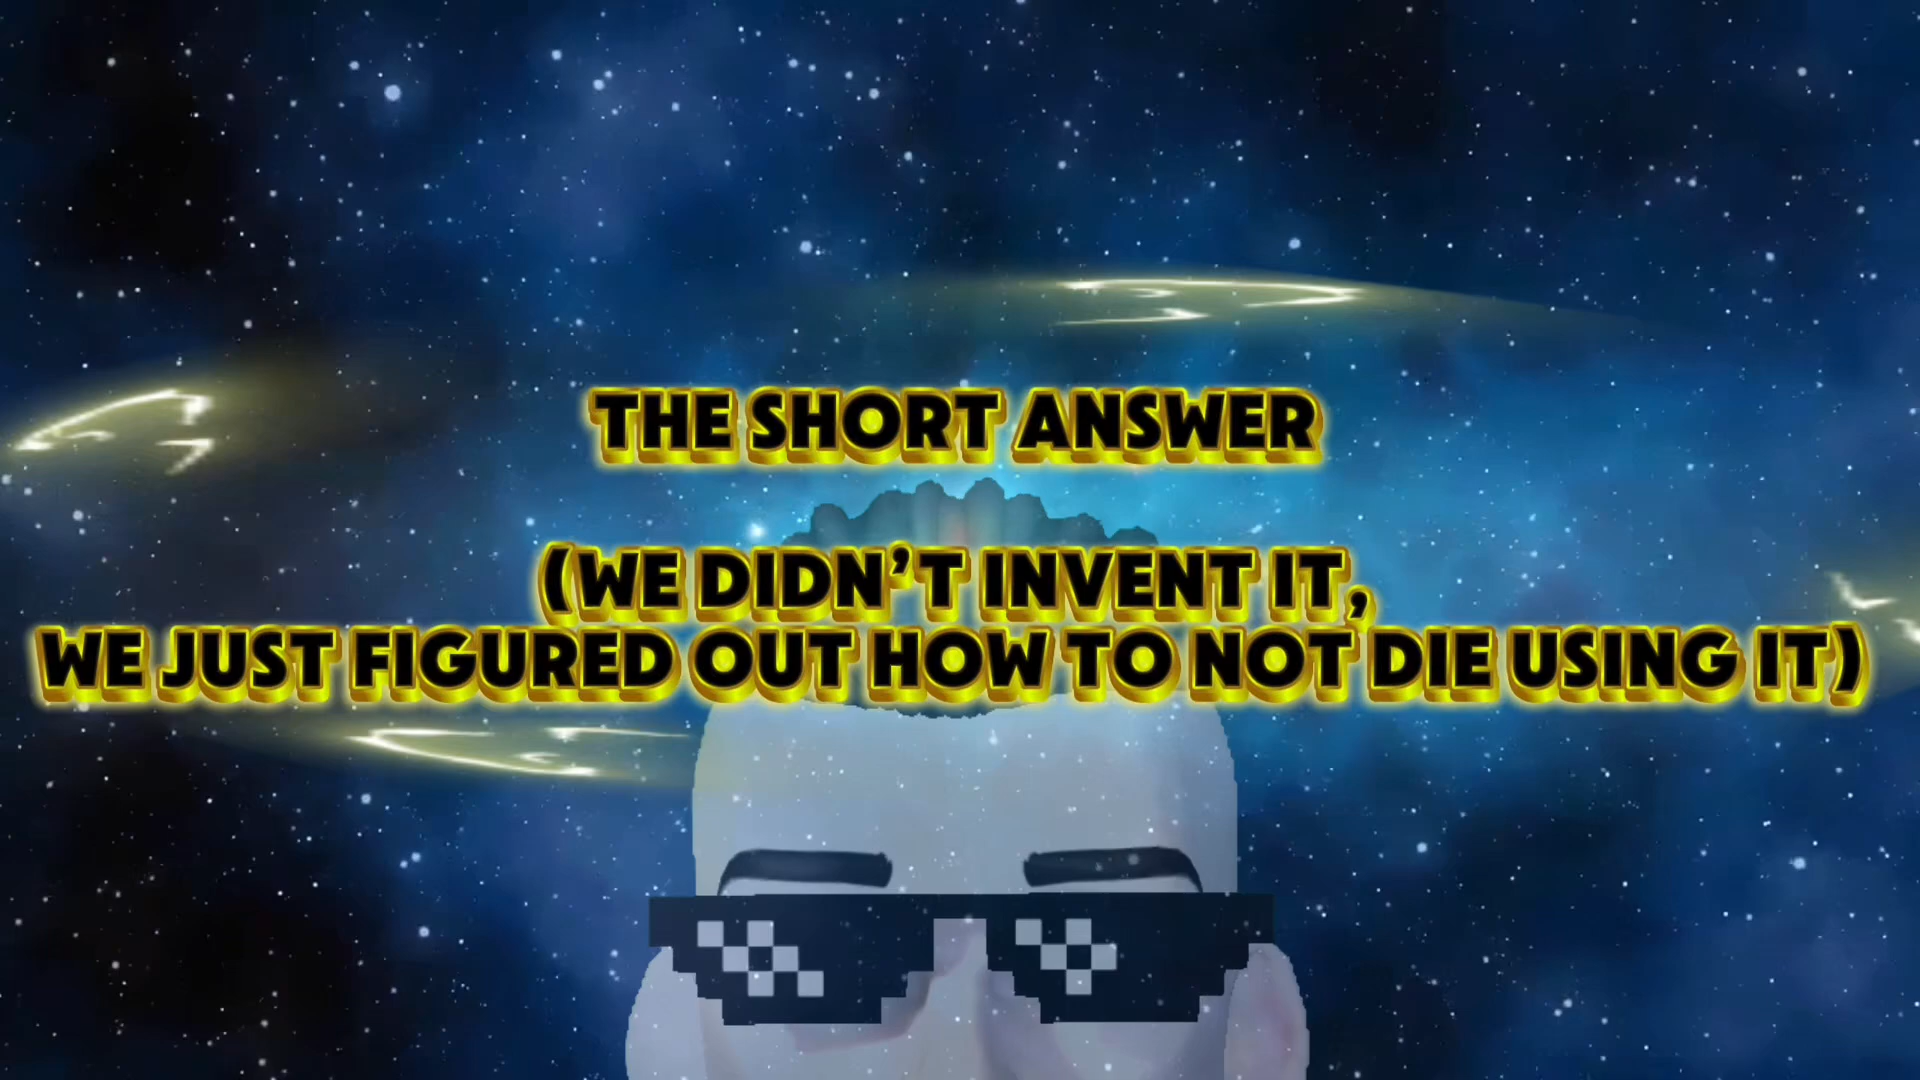 THE SHORT ANSWER
(WE DIDN’T INVENT IT,
WE JUST FIGURED OUT HOW TO NOT DIE USING IT)